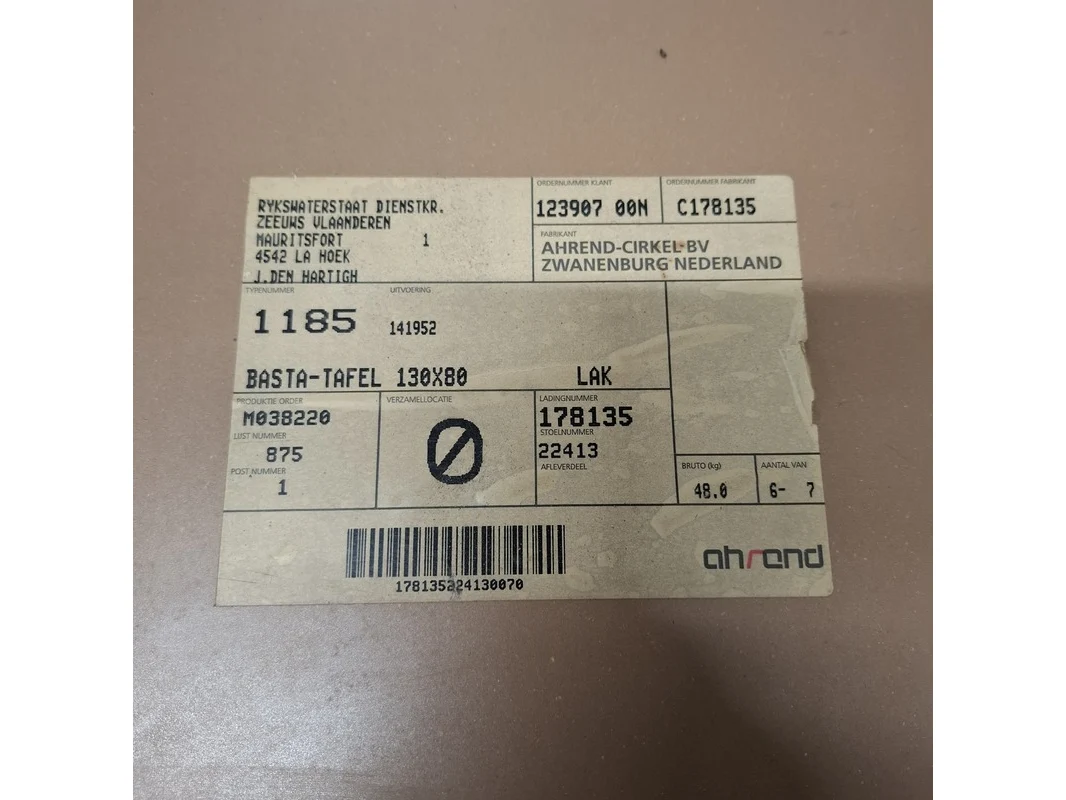 RYKSWATERSTAAT DIENSTKR.
ZEEUWS VLAANDEREN
MAURITSFORT 1
4542 LA HOEK
J.DEN HARTIGH
ORDERNUMMER KLANT
123907 00N
ORDERNUMMER FABRIKANT
C178135
FABRIKANT
AHREND-CIRKEL BV
ZWANENBURG NEDERLAND
TYPENUMMER
1185
UITVOERING
141952
BASTA-TAFEL 130X80 LAK
PRODUKTIE ORDER
M038220
LIJST NUMMER
875
POST NUMMER
1
VERZAMELLOCATIE
0
LADINGNUMMER
178135
STOELNUMMER
22413
AFLEVERDEEL
BRUTO (kg)
48.0
AANTAL VAN
6- 7
178135224130070
ahrend